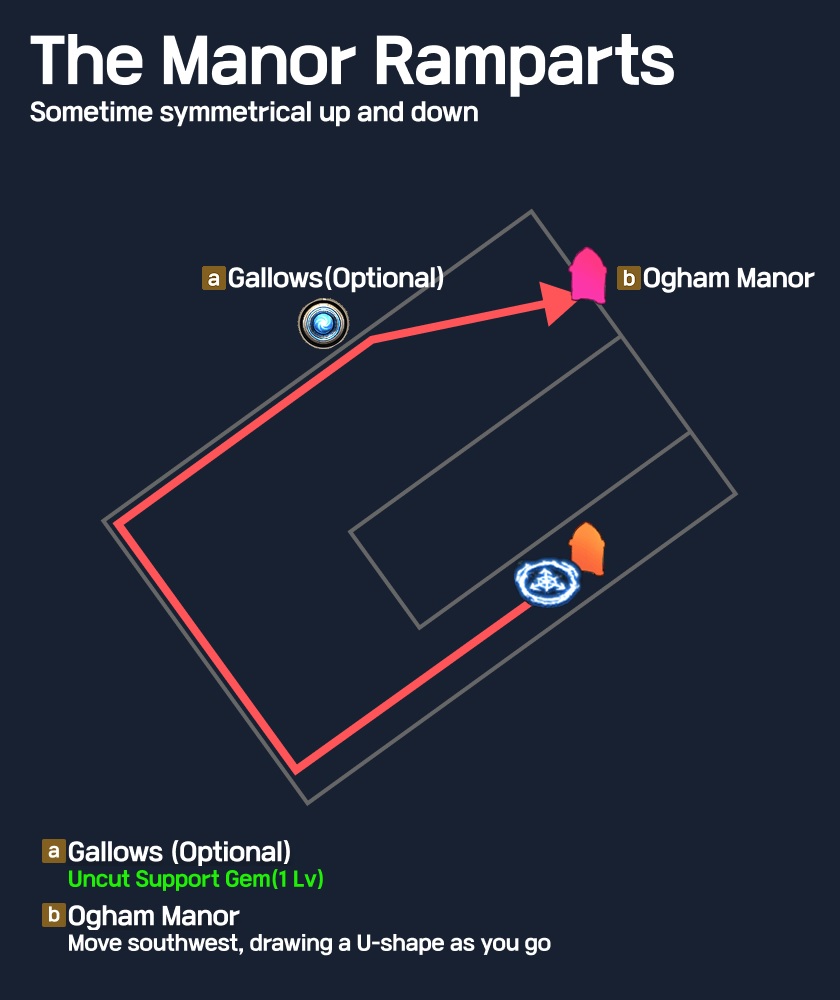 The Manor Ramparts
Sometime symmetrical up and down
a Gallows(Optional)
b Ogham Manor
a Gallows (Optional)
Uncut Support Gem(1 Lv)
b Ogham Manor
Move southwest, drawing a U-shape as you go